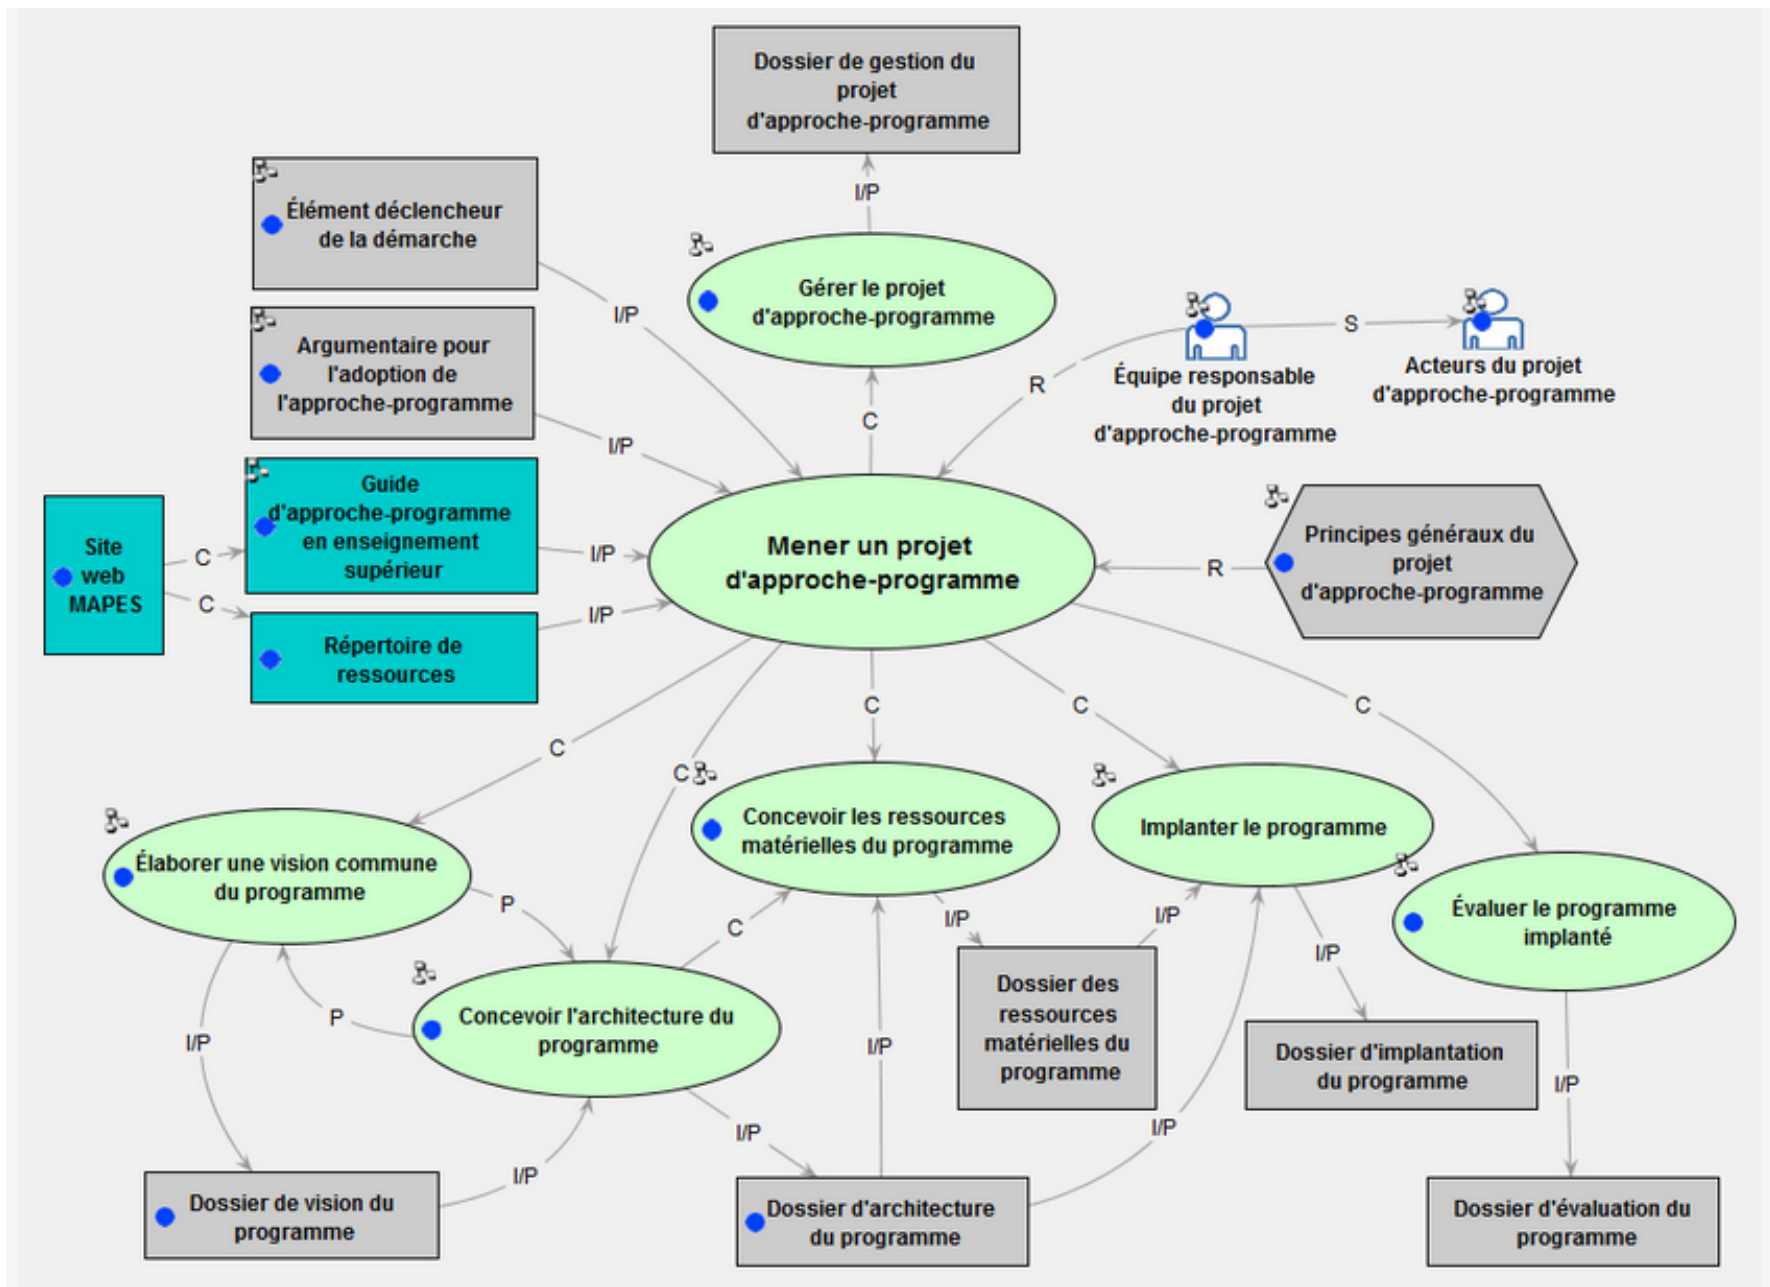 Dossier de gestion du
projet
d'approche-programme
I/P
Élément déclencheur
de la démarche
I/P
Gérer le projet
d'approche-programme
C
Argumentaire pour
l'adoption de
l'approche-programme
I/P
R
S
Équipe responsable
du projet
d'approche-programme
Acteurs du projet
d'approche-programme
Site
web
MAPES
C
C
Guide
d'approche-programme
en enseignement
supérieur
I/P
Répertoire de
ressources
I/P
Mener un projet
d'approche-programme
R
Principes généraux du
projet
d'approche-programme
C
C
C
C
C
Élaborer une vision commune
du programme
Concevoir les ressources
matérielles du programme
Implanter le programme
Évaluer le programme
implanté
P
P
C
I/P
I/P
I/P
I/P
Concevoir l'architecture du
programme
Dossier des
ressources
matérielles du
programme
Dossier d'implantation
du programme
I/P
I/P
I/P
I/P
I/P
Dossier de vision du
programme
Dossier d'architecture
du programme
Dossier d'évaluation du
programme